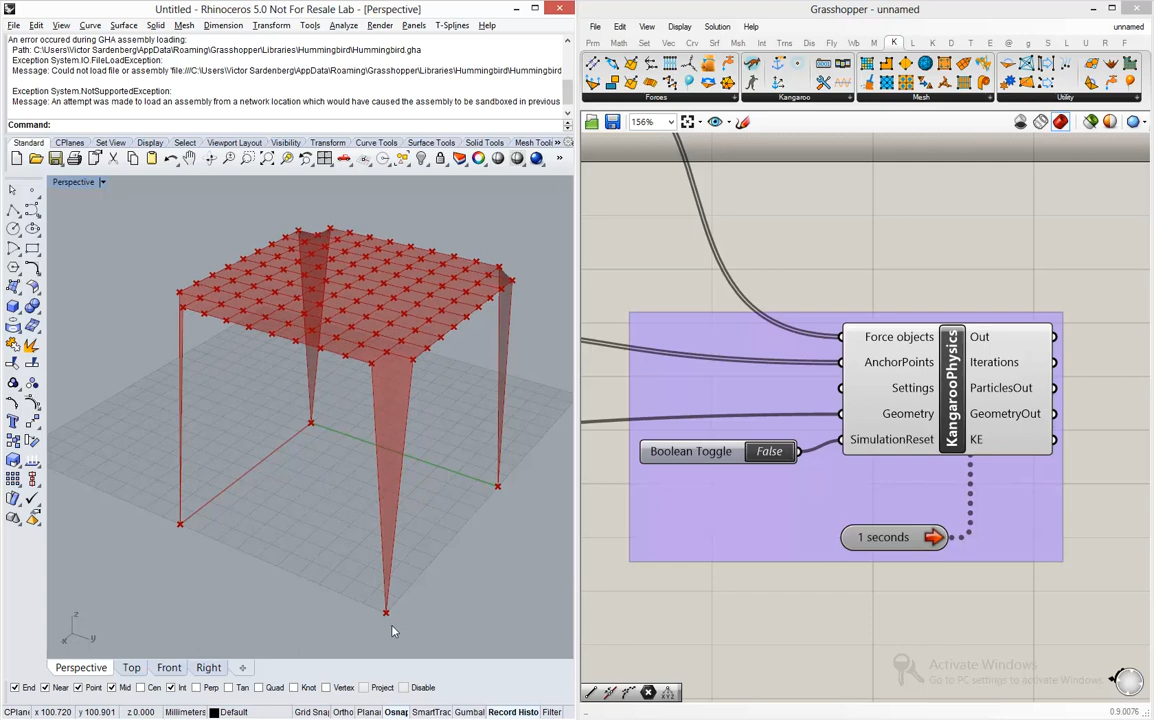 Untitled - Rhinoceros 5.0 Not For Resale Lab - [Perspective]
File Edit View Curve Surface Solid Mesh Dimension Transform Tools Analyze Render Panels T-Splines Help
An error occured during GHA assembly loading:
Path: C:\Users\Victor Sardenberg\AppData\Roaming\Grasshopper\Libraries\Hummingbird\Hummingbird.gha
Exception System.IO.FileLoadException:
Message: Could not load file or assembly 'file:///C:\Users\Victor Sardenberg\AppData\Roaming\Grasshopper\Libraries\Hummingbird
Exception System.NotSupportedException:
Message: An attempt was made to load an assembly from a network location which would have caused the assembly to be sandboxed in previous
Command:
Standard CPlanes Set View Display Select Viewport Layout Visibility Transform Curve Tools Surface Tools Solid Tools Mesh Tools
Perspective
z
x y
Perspective Top Front Right
End Near Point Mid Cen Int Perp Tan Quad Knot Vertex Project Disable
CPlane x 100.720 y 100.901 z 0.000 Millimeters Default Grid Snap Ortho Planar Osnap SmartTrac Gumbal Record Histo Filter
Grasshopper - unnamed
File Edit View Display Solution Help unnamed
Prm Math Set Vec Crv Srf Msh Int Trns Dis Fly Wb M K L K D W E @ g S L M U R H T F
Forces Kangaroo Mesh Utility
156%
Force objects
AnchorPoints
Settings
Geometry
SimulationReset
KangarooPhysics
Out
Iterations
ParticlesOut
GeometryOut
KE
Boolean Toggle False
1 seconds
Activate Windows
Go to PC settings to activate Windows.
0.9.0076